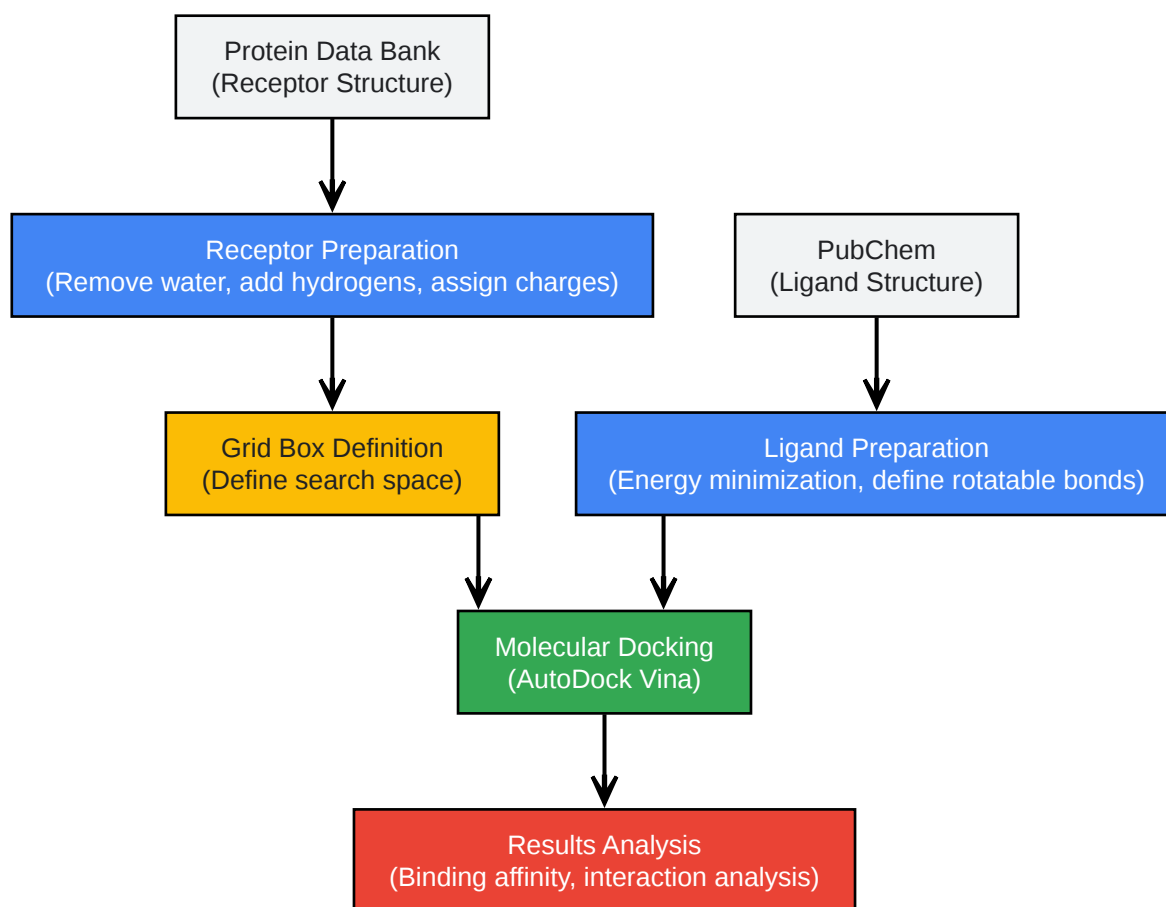 Protein Data Bank
(Receptor Structure)
Receptor Preparation
(Remove water, add hydrogens, assign charges)
PubChem
(Ligand Structure)
Grid Box Definition
(Define search space)
Ligand Preparation
(Energy minimization, define rotatable bonds)
Molecular Docking
(AutoDock Vina)
Results Analysis
(Binding affinity, interaction analysis)